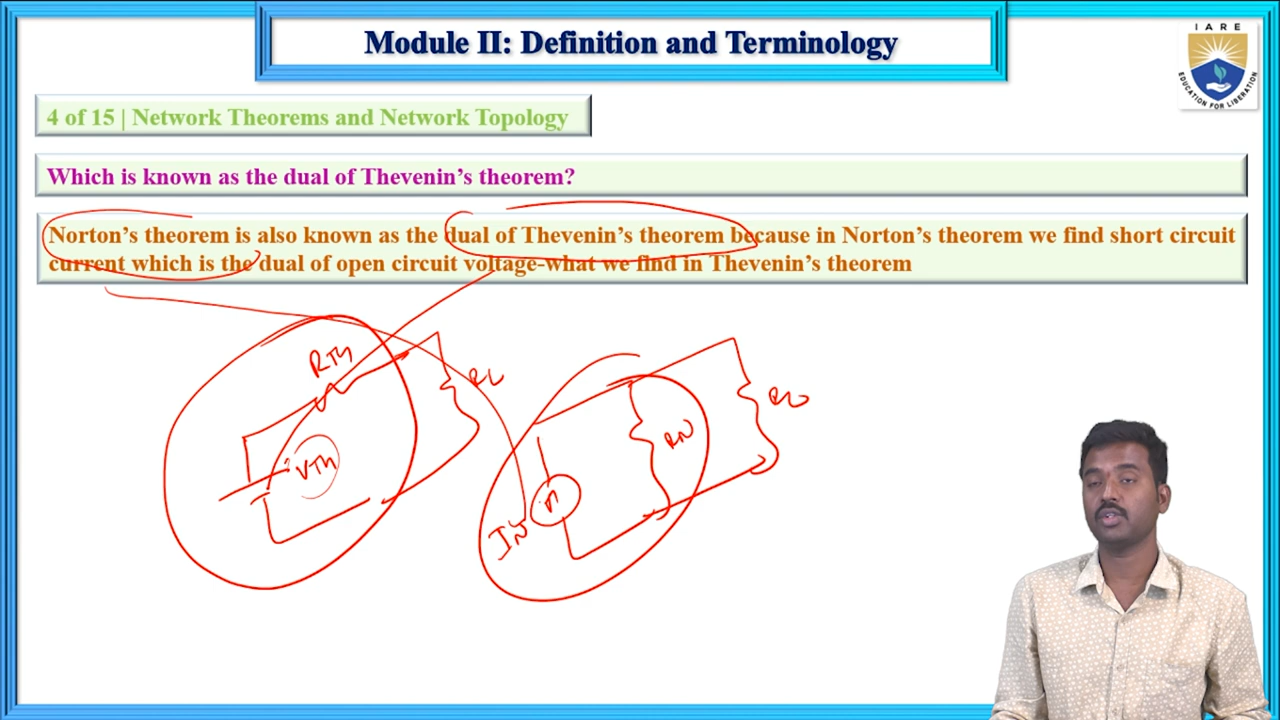 Module II: Definition and Terminology
IARE
EDUCATION FOR LIBERATION
4 of 15 | Network Theorems and Network Topology
Which is known as the dual of Thevenin’s theorem?
Norton’s theorem is also known as the dual of Thevenin’s theorem because in Norton’s theorem we find short circuit
current which is the dual of open circuit voltage-what we find in Thevenin’s theorem
RTh
RL
VTh
RN
RL
IN